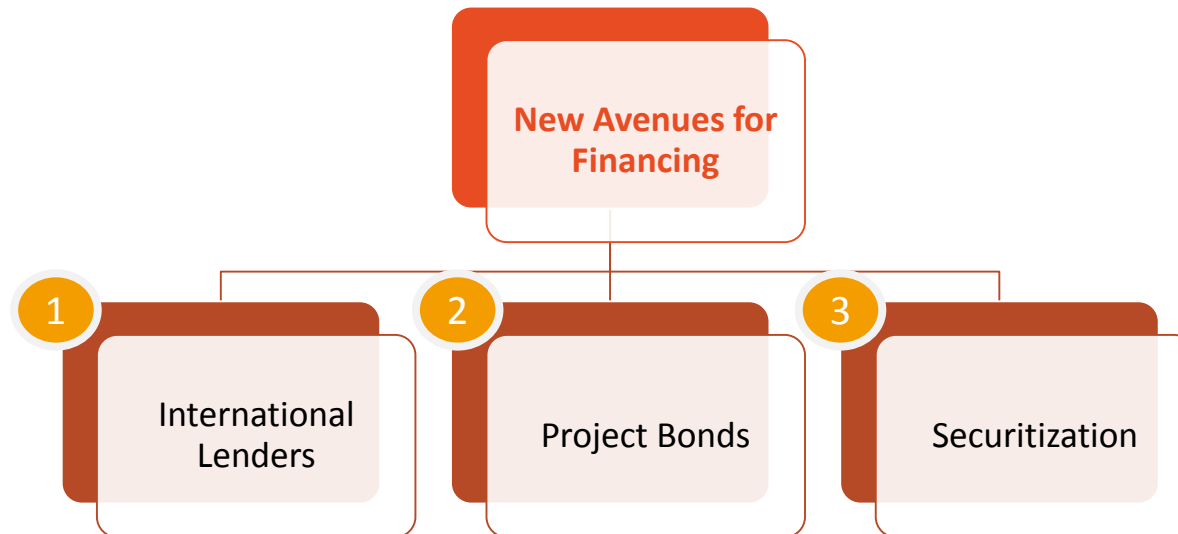 New Avenues for
Financing
1
2
3
International
Lenders
Project Bonds
Securitization